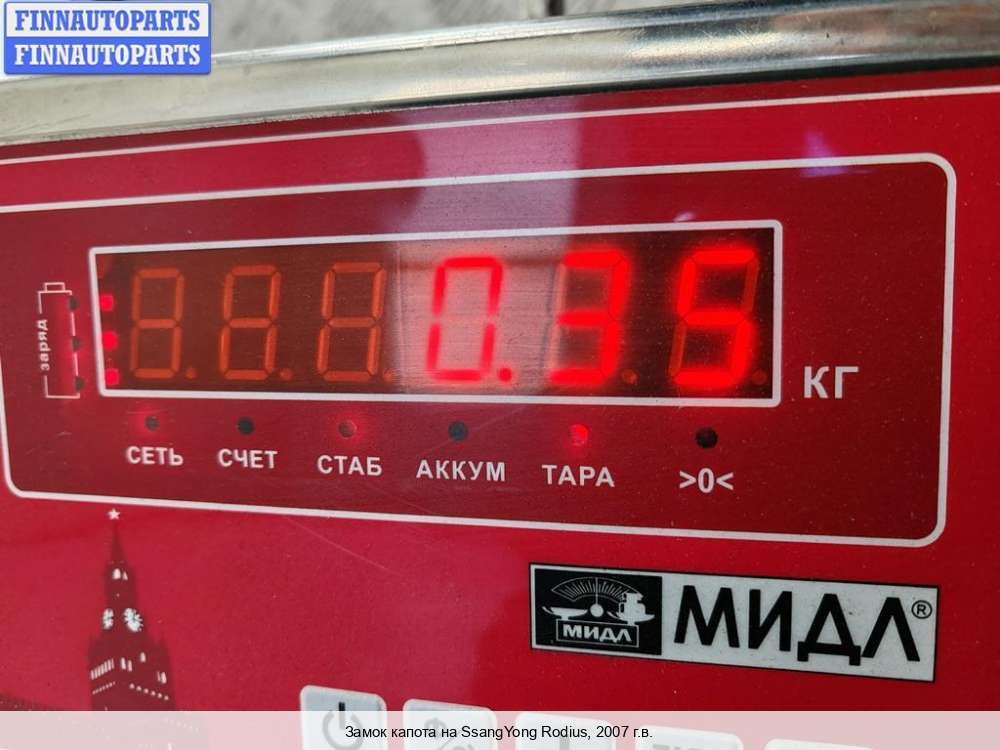 FINNAUTOPARTS
FINNAUTOPARTS
заряд
0.35
КГ
СЕТЬ СЧЕТ СТАБ АККУМ ТАРА >0<
МИДЛ МИДЛ®
Замок капота на SsangYong Rodius, 2007 г.в.